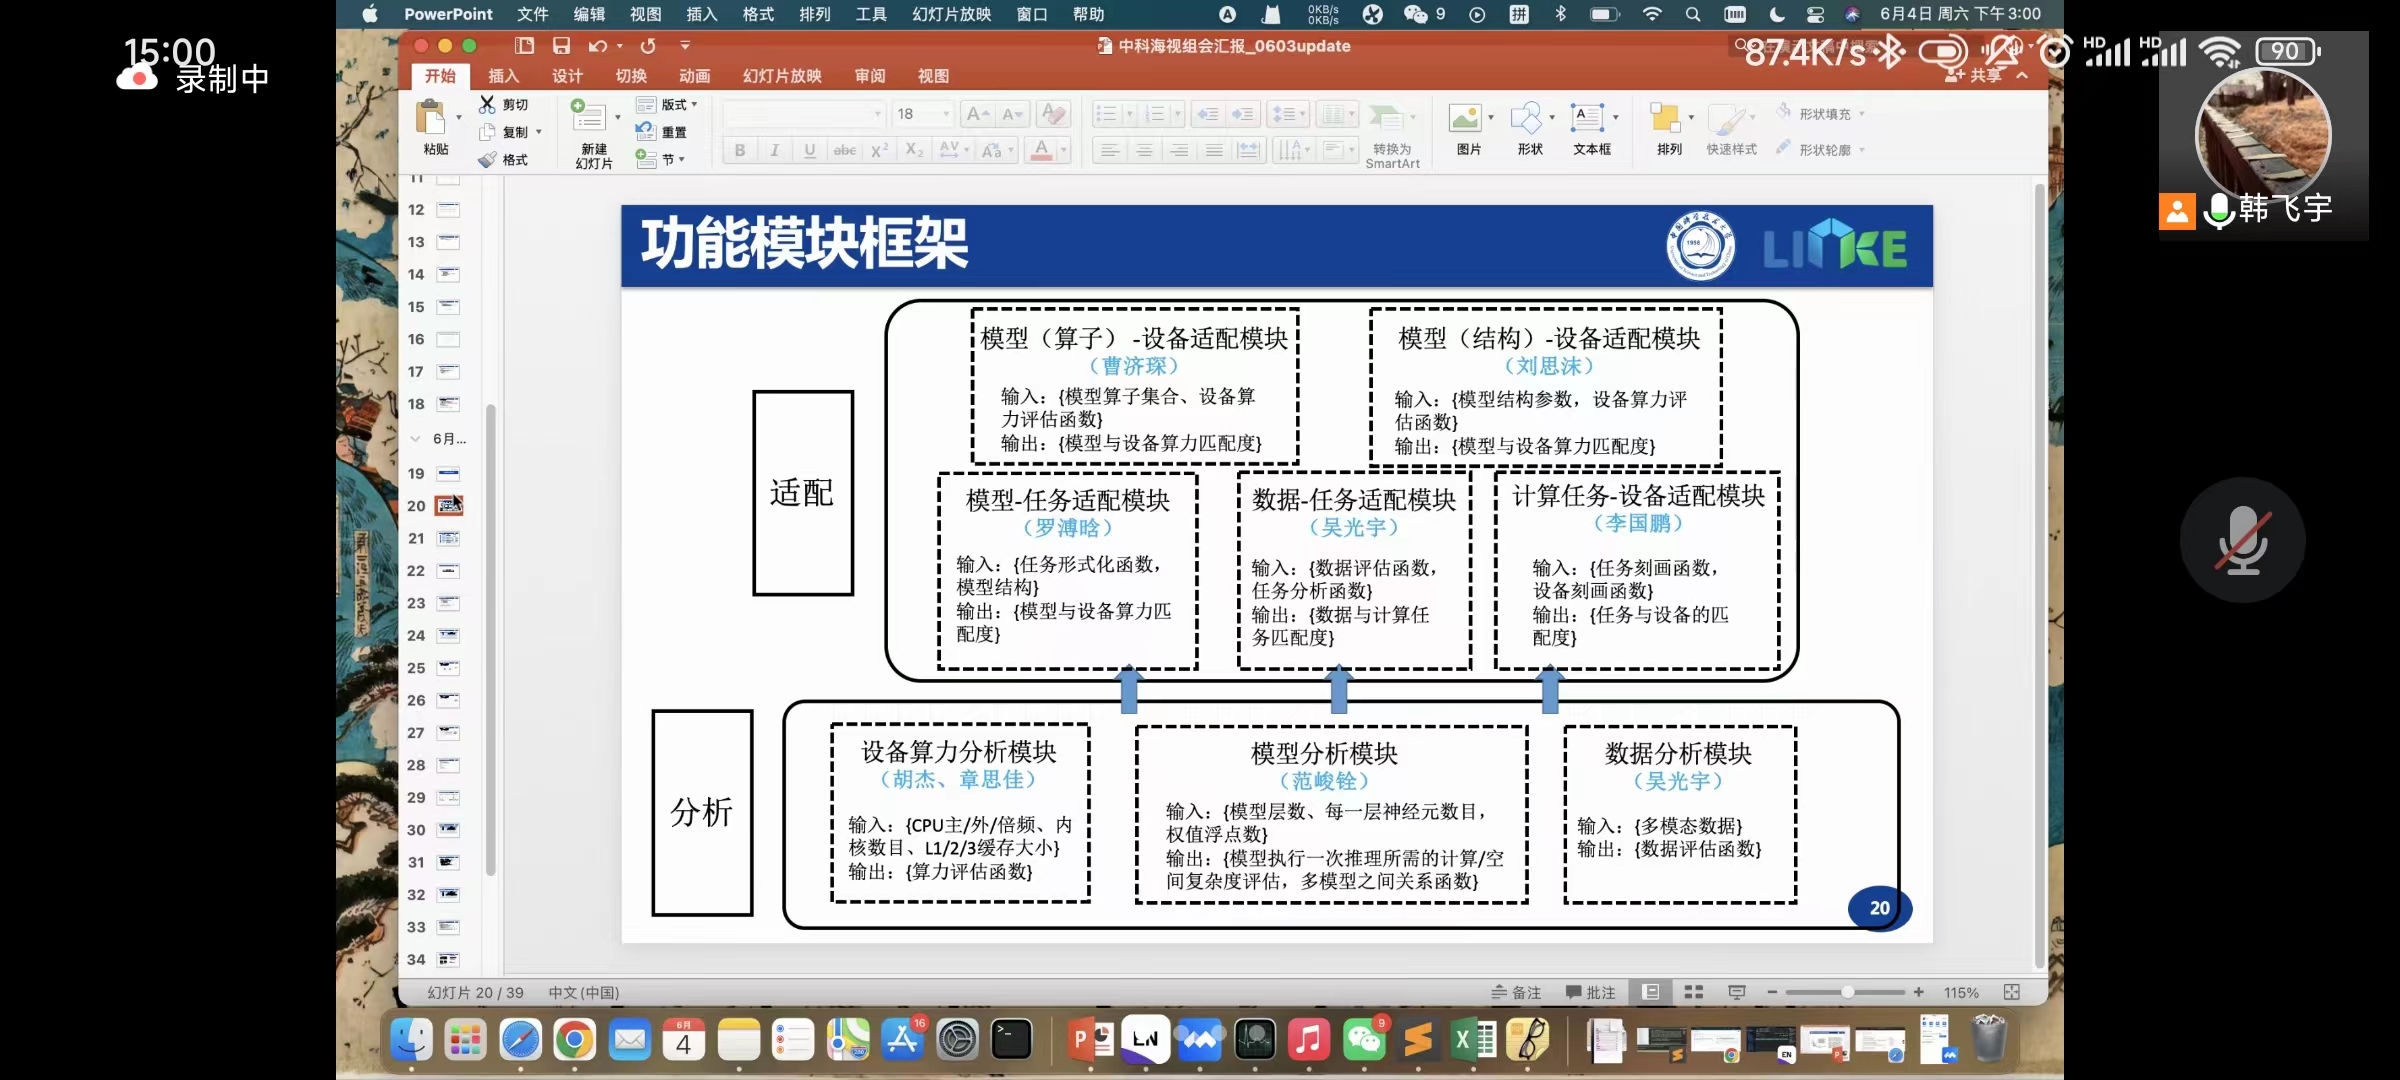 PowerPoint 文件 编辑 视图 插入 格式 排列 工具 幻灯片放映 窗口 帮助
0KB/s
0KB/s
9
拼
6月4日 周六 下午3:00
15:00
录制中
87.4K/s
HD
HD
90
中科海视组会汇报_0603update
开始 插入 设计 切换 动画 幻灯片放映 审阅 视图
共享
粘贴
剪切
复制
格式
新建
幻灯片
版式
重置
节
18
转换为
SmartArt
图片
形状
文本框
排列
快速样式
形状填充
形状轮廓
韩飞宇
11
12
13
14
15
16
17
18
6月...
19
20
21
22
23
24
25
26
27
28
29
30
31
32
33
34
功能模块框架
1958
LINKE
适配
模型（算子）-设备适配模块
（曹济琛）
输入：{模型算子集合、设备算
力评估函数}
输出：{模型与设备算力匹配度}
模型（结构）-设备适配模块
（刘思沫）
输入：{模型结构参数，设备算力评
估函数}
输出：{模型与设备算力匹配度}
模型-任务适配模块
（罗溥晗）
输入：{任务形式化函数，
模型结构}
输出：{模型与设备算力匹
配度}
数据-任务适配模块
（吴光宇）
输入：{数据评估函数，
任务分析函数}
输出：{数据与计算任
务匹配度}
计算任务-设备适配模块
（李国鹏）
输入：{任务刻画函数，
设备刻画函数}
输出：{任务与设备的匹
配度}
分析
设备算力分析模块
（胡杰、章思佳）
输入：{CPU主/外/倍频、内
核数目、L1/2/3缓存大小}
输出：{算力评估函数}
模型分析模块
（范峻铨）
输入：{模型层数、每一层神经元数目，
权值浮点数}
输出：{模型执行一次推理所需的计算/空
间复杂度评估，多模型之间关系函数}
数据分析模块
（吴光宇）
输入：{多模态数据}
输出：{数据评估函数}
20
幻灯片 20 / 39 中文(中国)
备注 批注 115%
6月
4
16
9